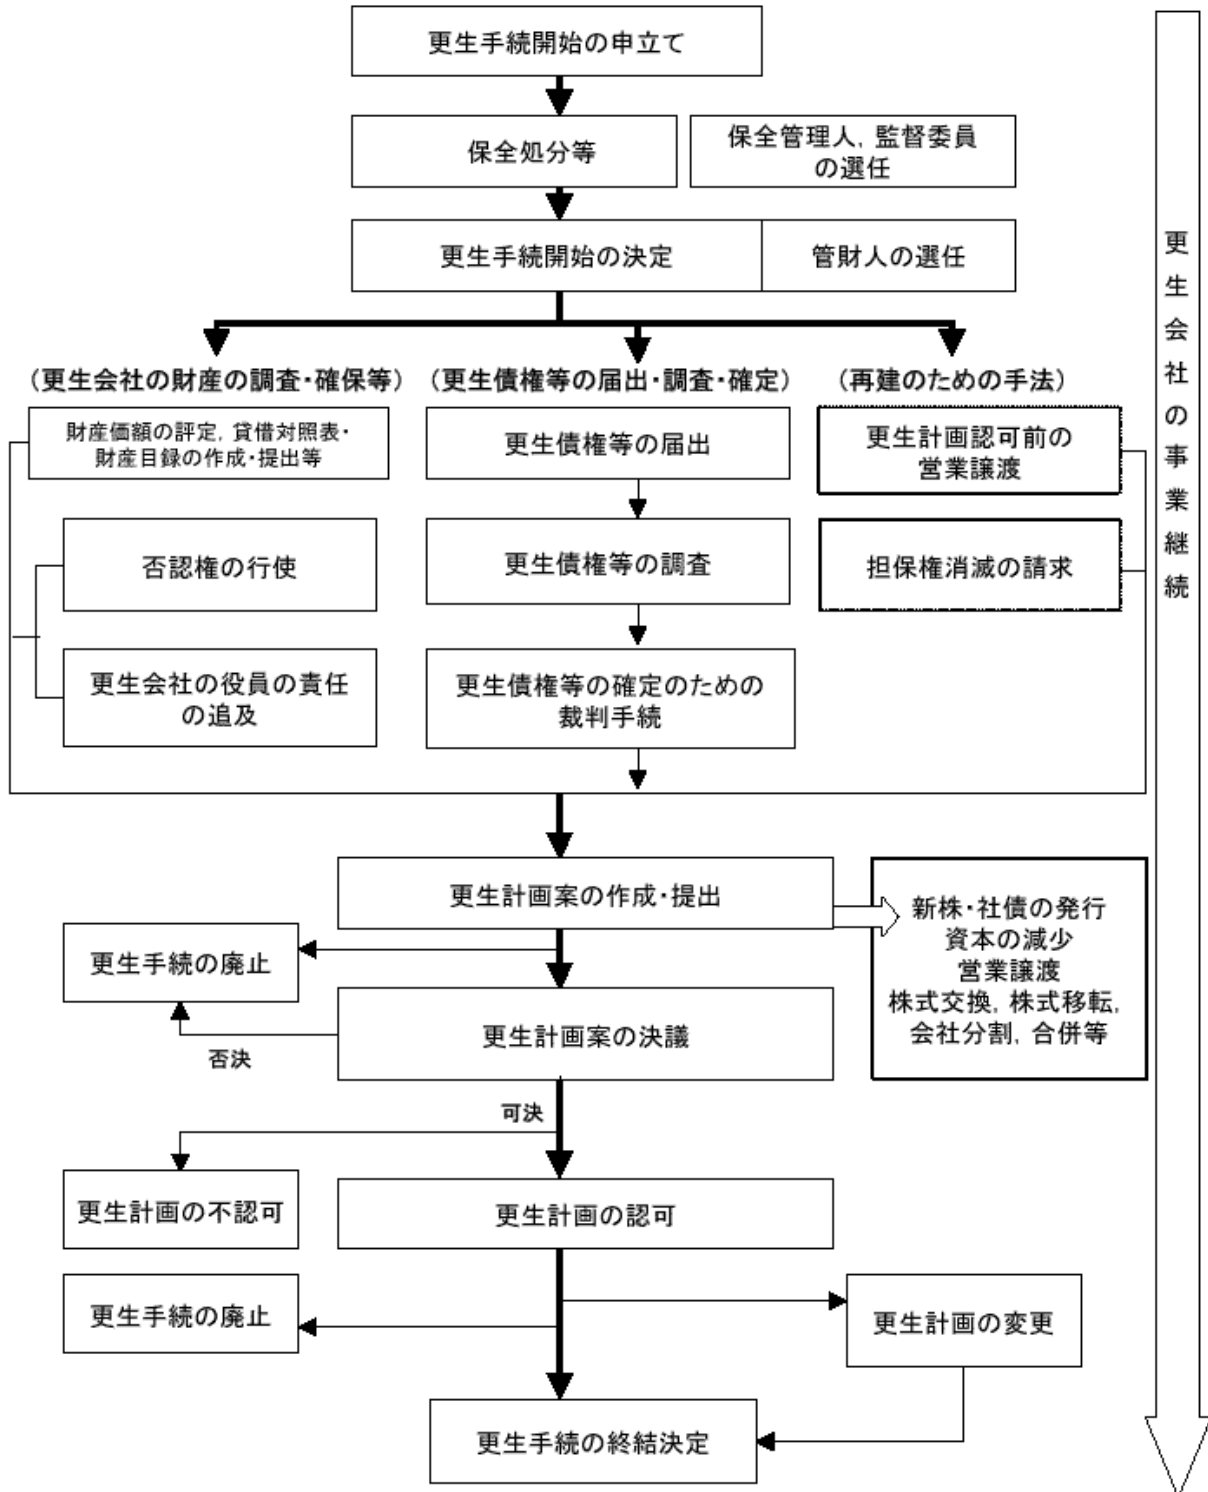 更生手続開始の申立て
保全処分等
保全管理人, 監督委員
の選任
更生手続開始の決定
管財人の選任
(更生会社の財産の調査・確保等)
(更生債権等の届出・調査・確定)
(再建のための手法)
財産価額の評定, 貸借対照表・
財産目録の作成・提出等
更生債権等の届出
更生計画認可前の
営業譲渡
否認権の行使
更生債権等の調査
担保権消滅の請求
更生会社の役員の責任
の追及
更生債権等の確定のための
裁判手続
更生計画案の作成・提出
新株・社債の発行
資本の減少
営業譲渡
株式交換, 株式移転,
会社分割, 合併等
更生手続の廃止
更生計画案の決議
否決
可決
更生計画の不認可
更生計画の認可
更生手続の廃止
更生計画の変更
更生手続の終結決定
更生会社の事業継続